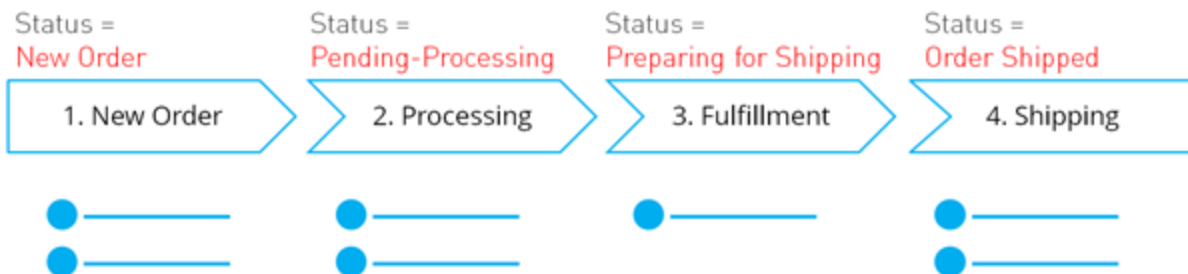 Status =
New Order
1. New Order
Status =
Pending-Processing
2. Processing
Status =
Preparing for Shipping
3. Fulfillment
Status =
Order Shipped
4. Shipping